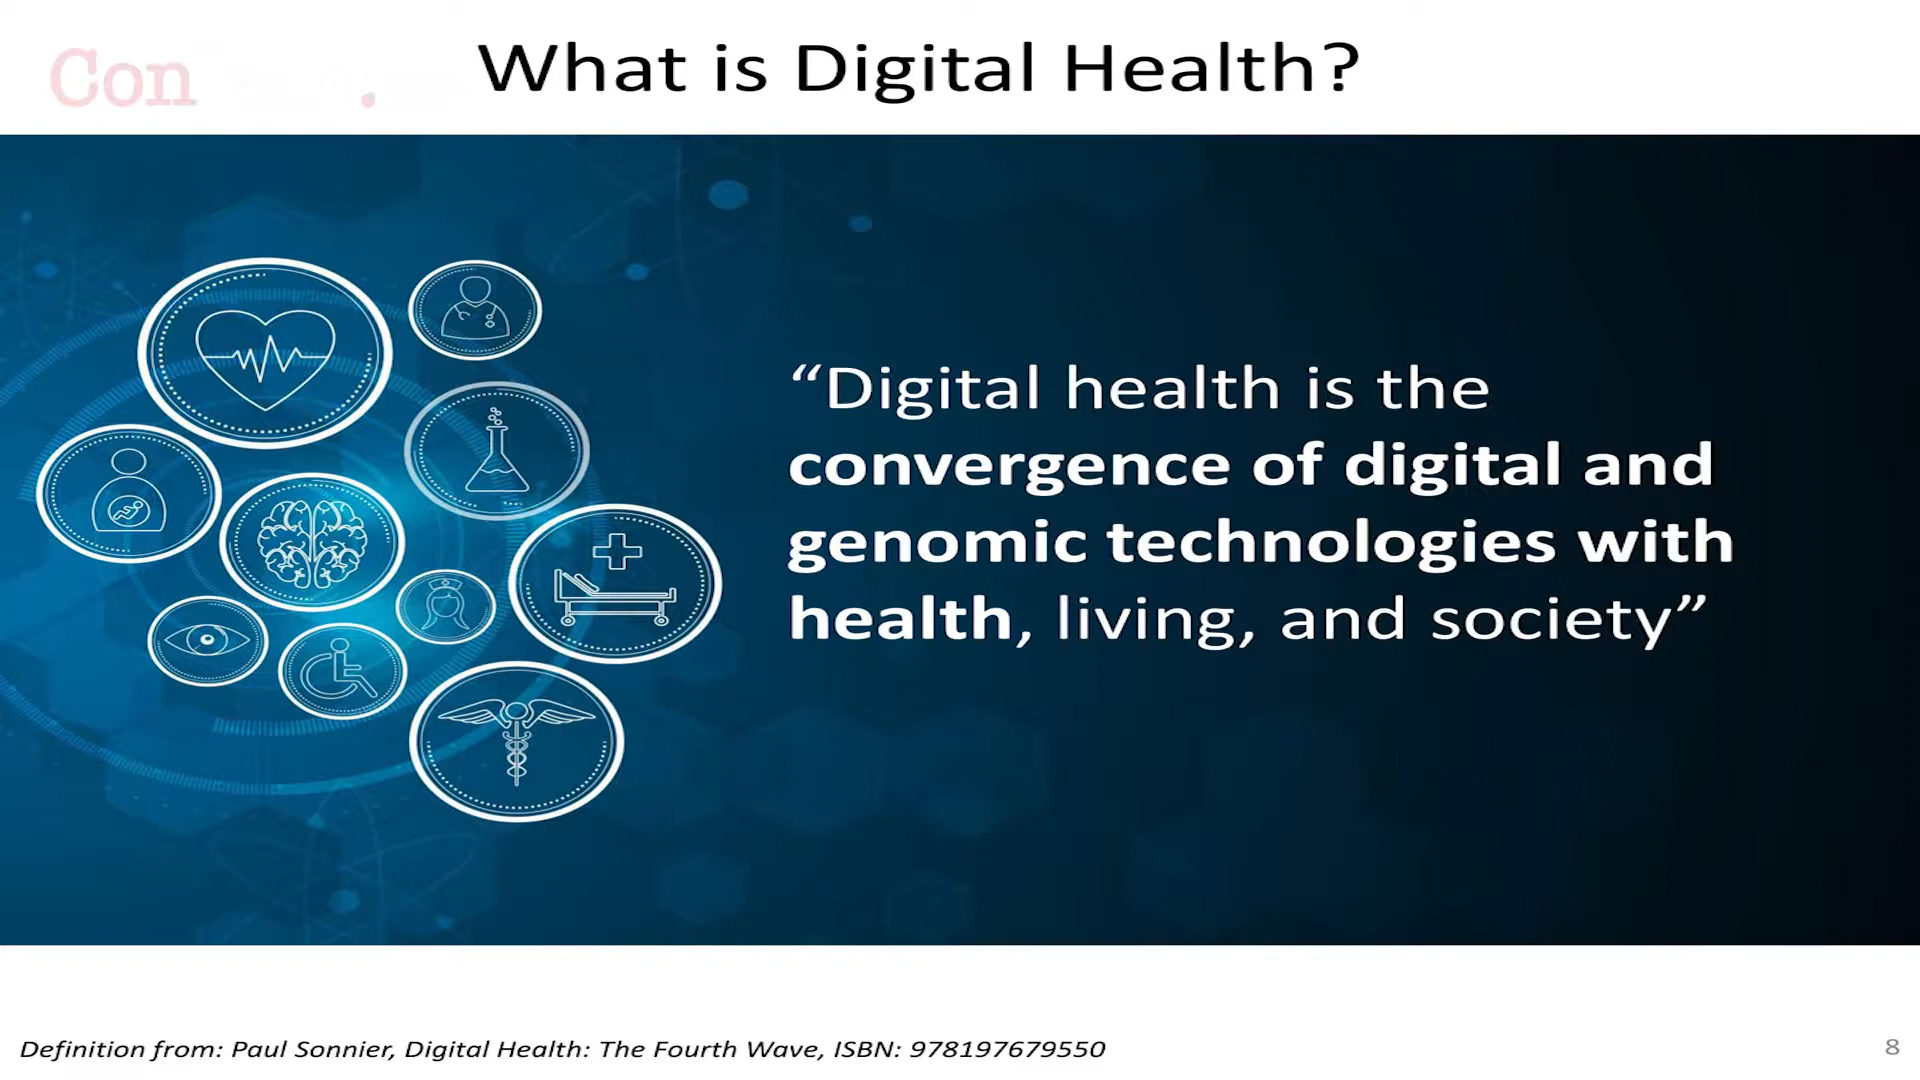 Con
What is Digital Health?
“Digital health is the
convergence of digital and
genomic technologies with
health, living, and society”
Definition from: Paul Sonnier, Digital Health: The Fourth Wave, ISBN: 978197679550
8